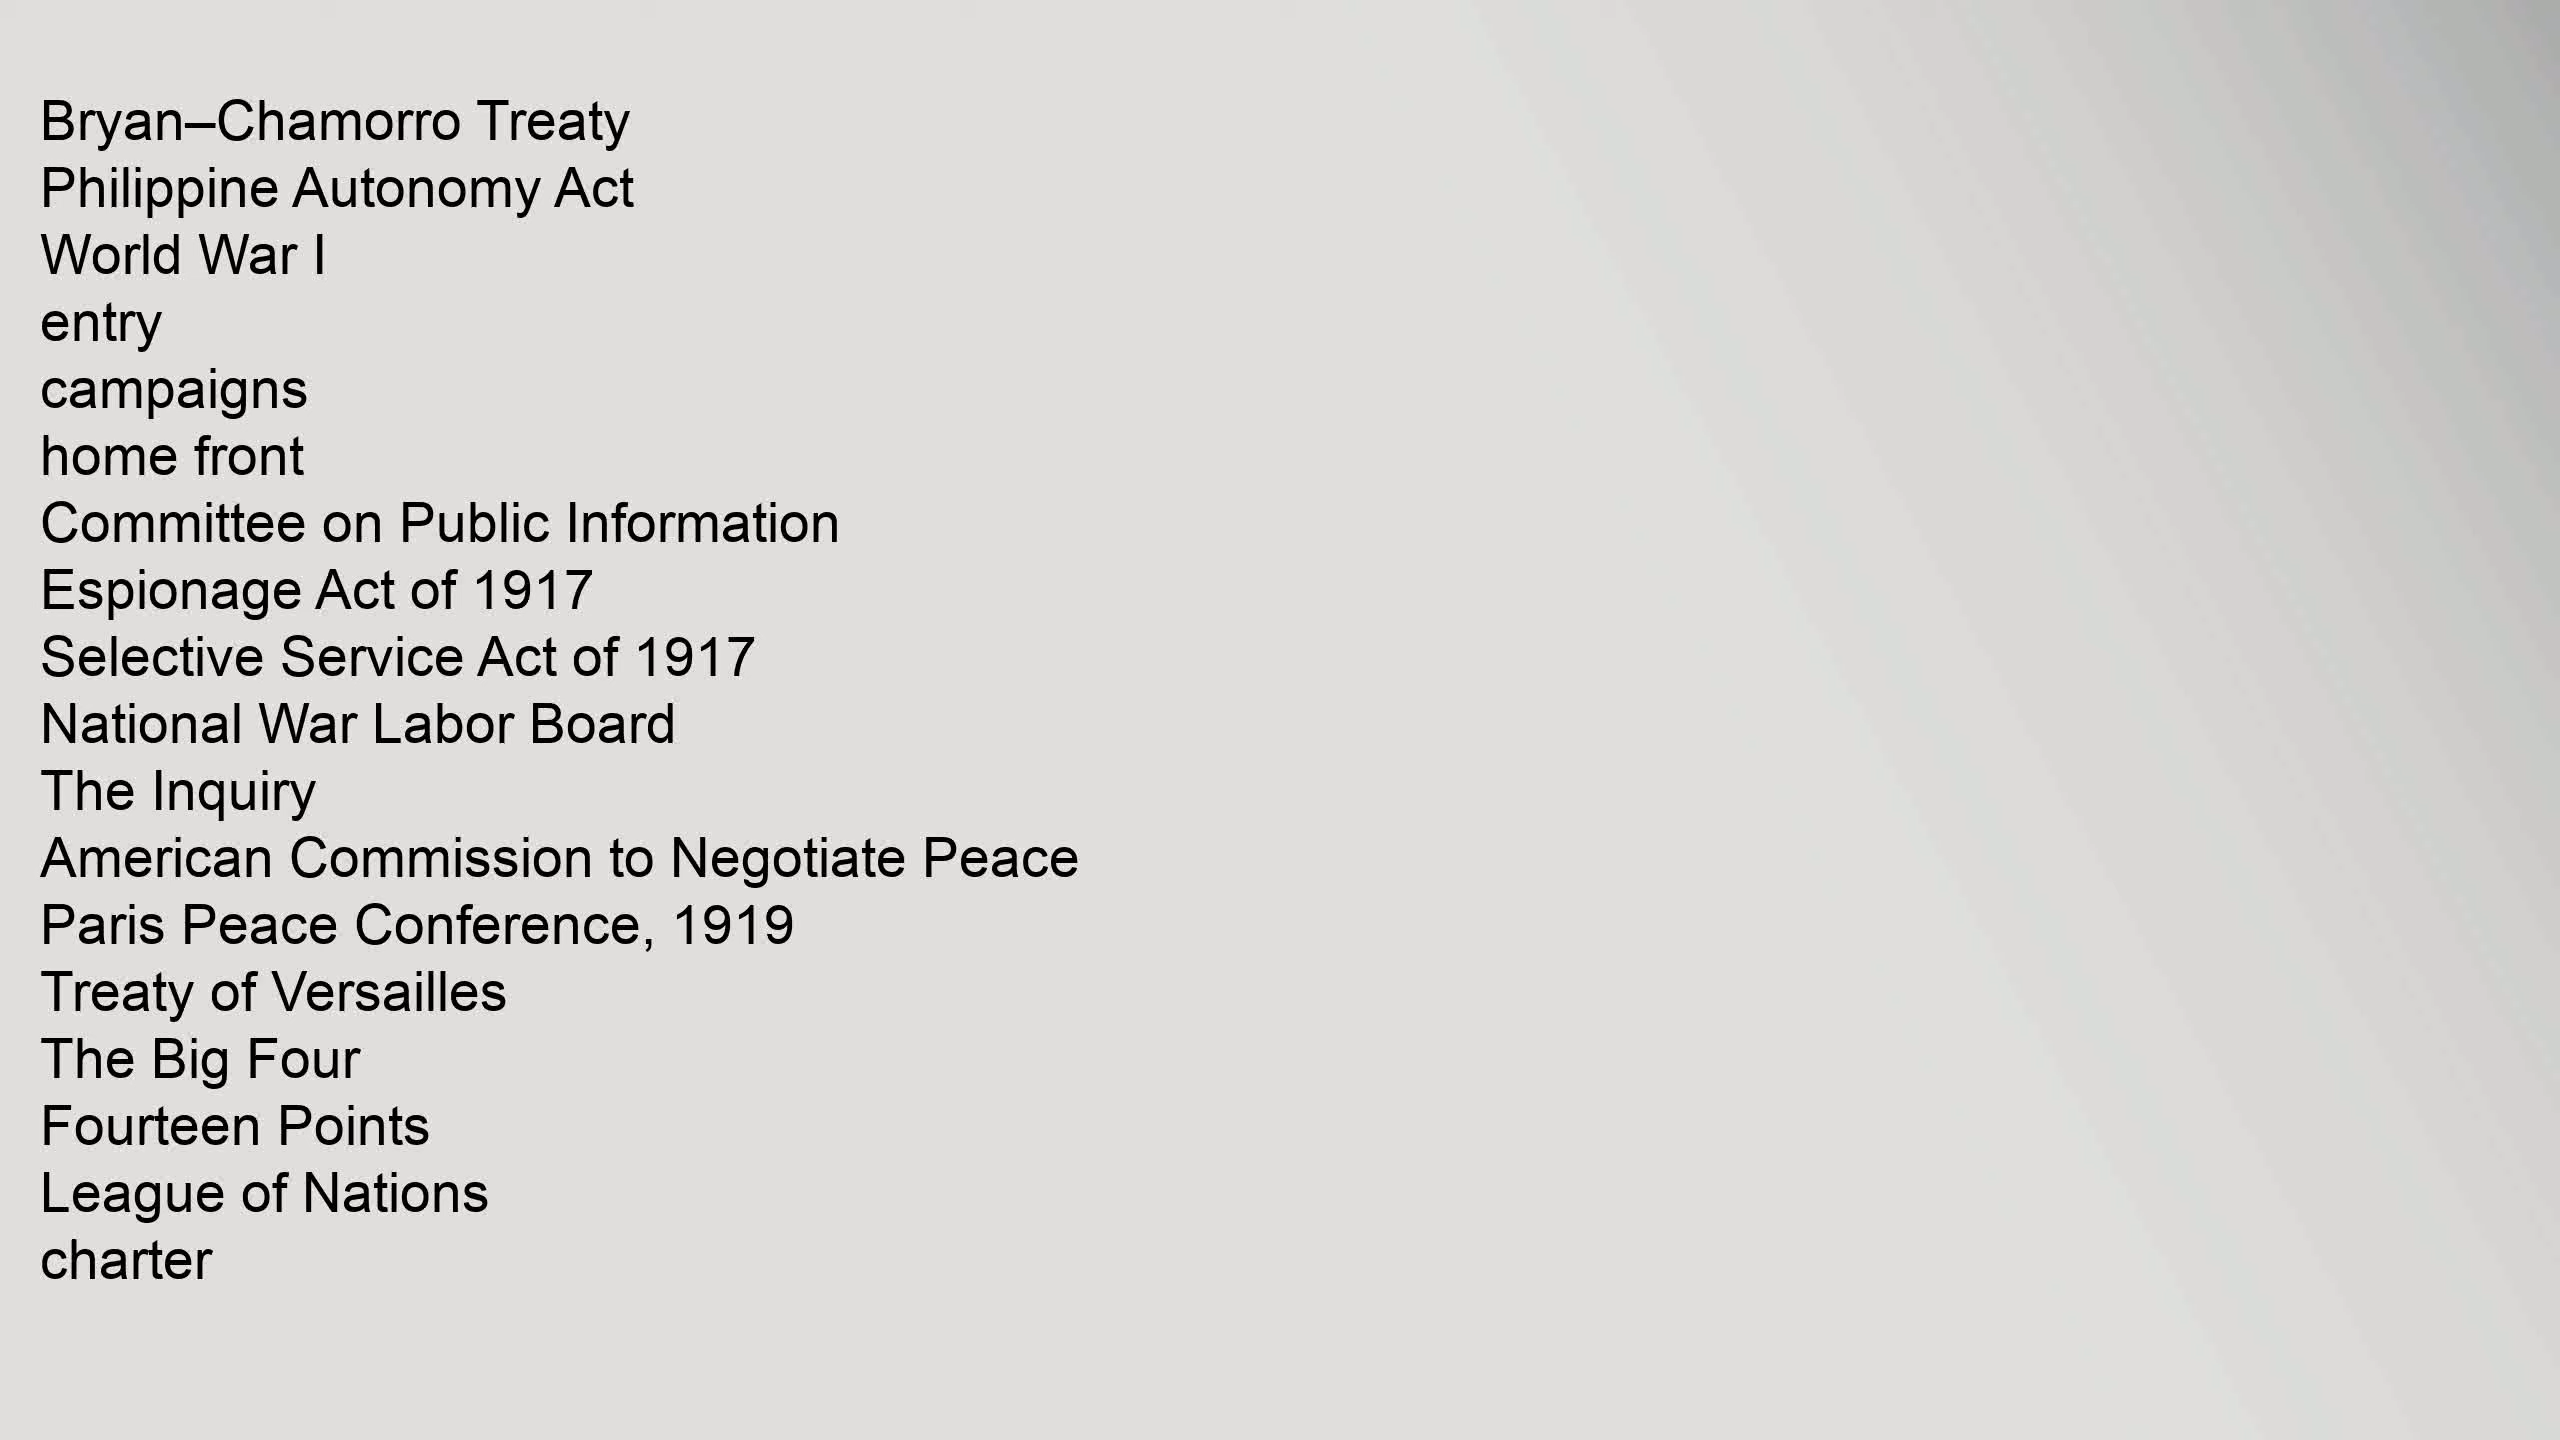 Bryan–Chamorro Treaty
Philippine Autonomy Act
World War I
entry
campaigns
home front
Committee on Public Information
Espionage Act of 1917
Selective Service Act of 1917
National War Labor Board
The Inquiry
American Commission to Negotiate Peace
Paris Peace Conference, 1919
Treaty of Versailles
The Big Four
Fourteen Points
League of Nations
charter